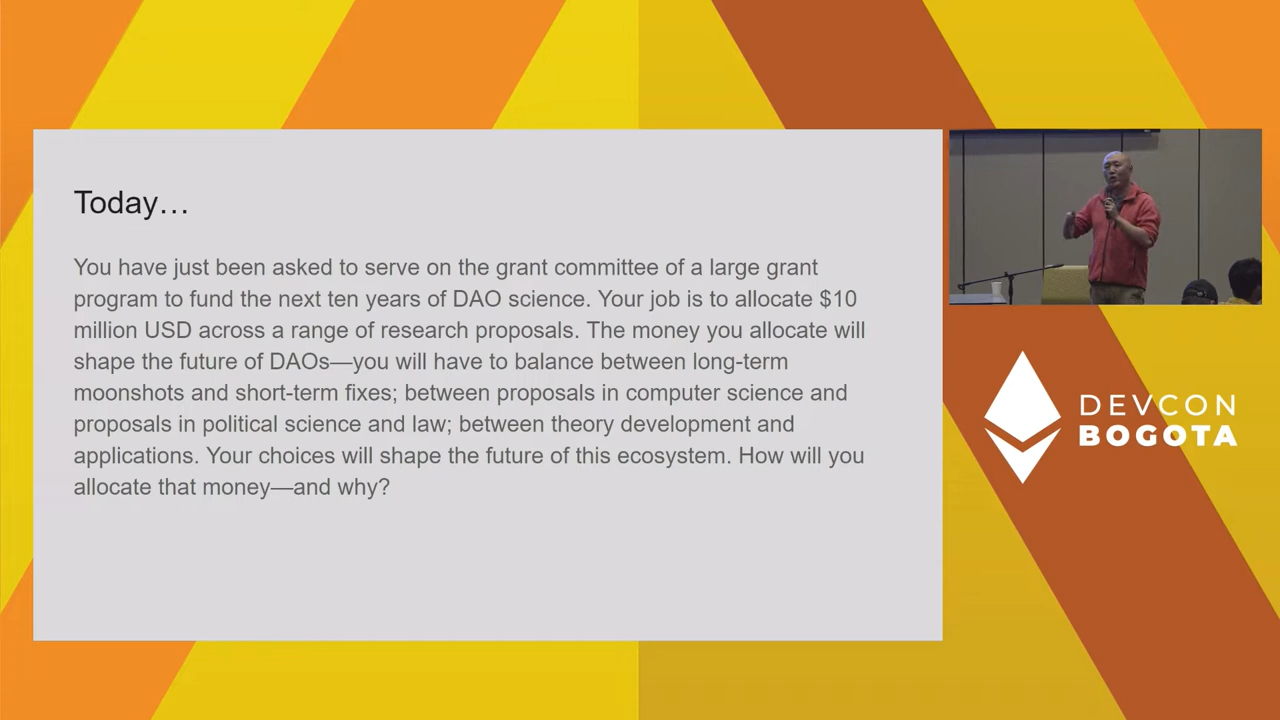 Today…
You have just been asked to serve on the grant committee of a large grant
program to fund the next ten years of DAO science. Your job is to allocate $10
million USD across a range of research proposals. The money you allocate will
shape the future of DAOs—you will have to balance between long-term
moonshots and short-term fixes; between proposals in computer science and
proposals in political science and law; between theory development and
applications. Your choices will shape the future of this ecosystem. How will you
allocate that money—and why?
DEVCON
BOGOTA